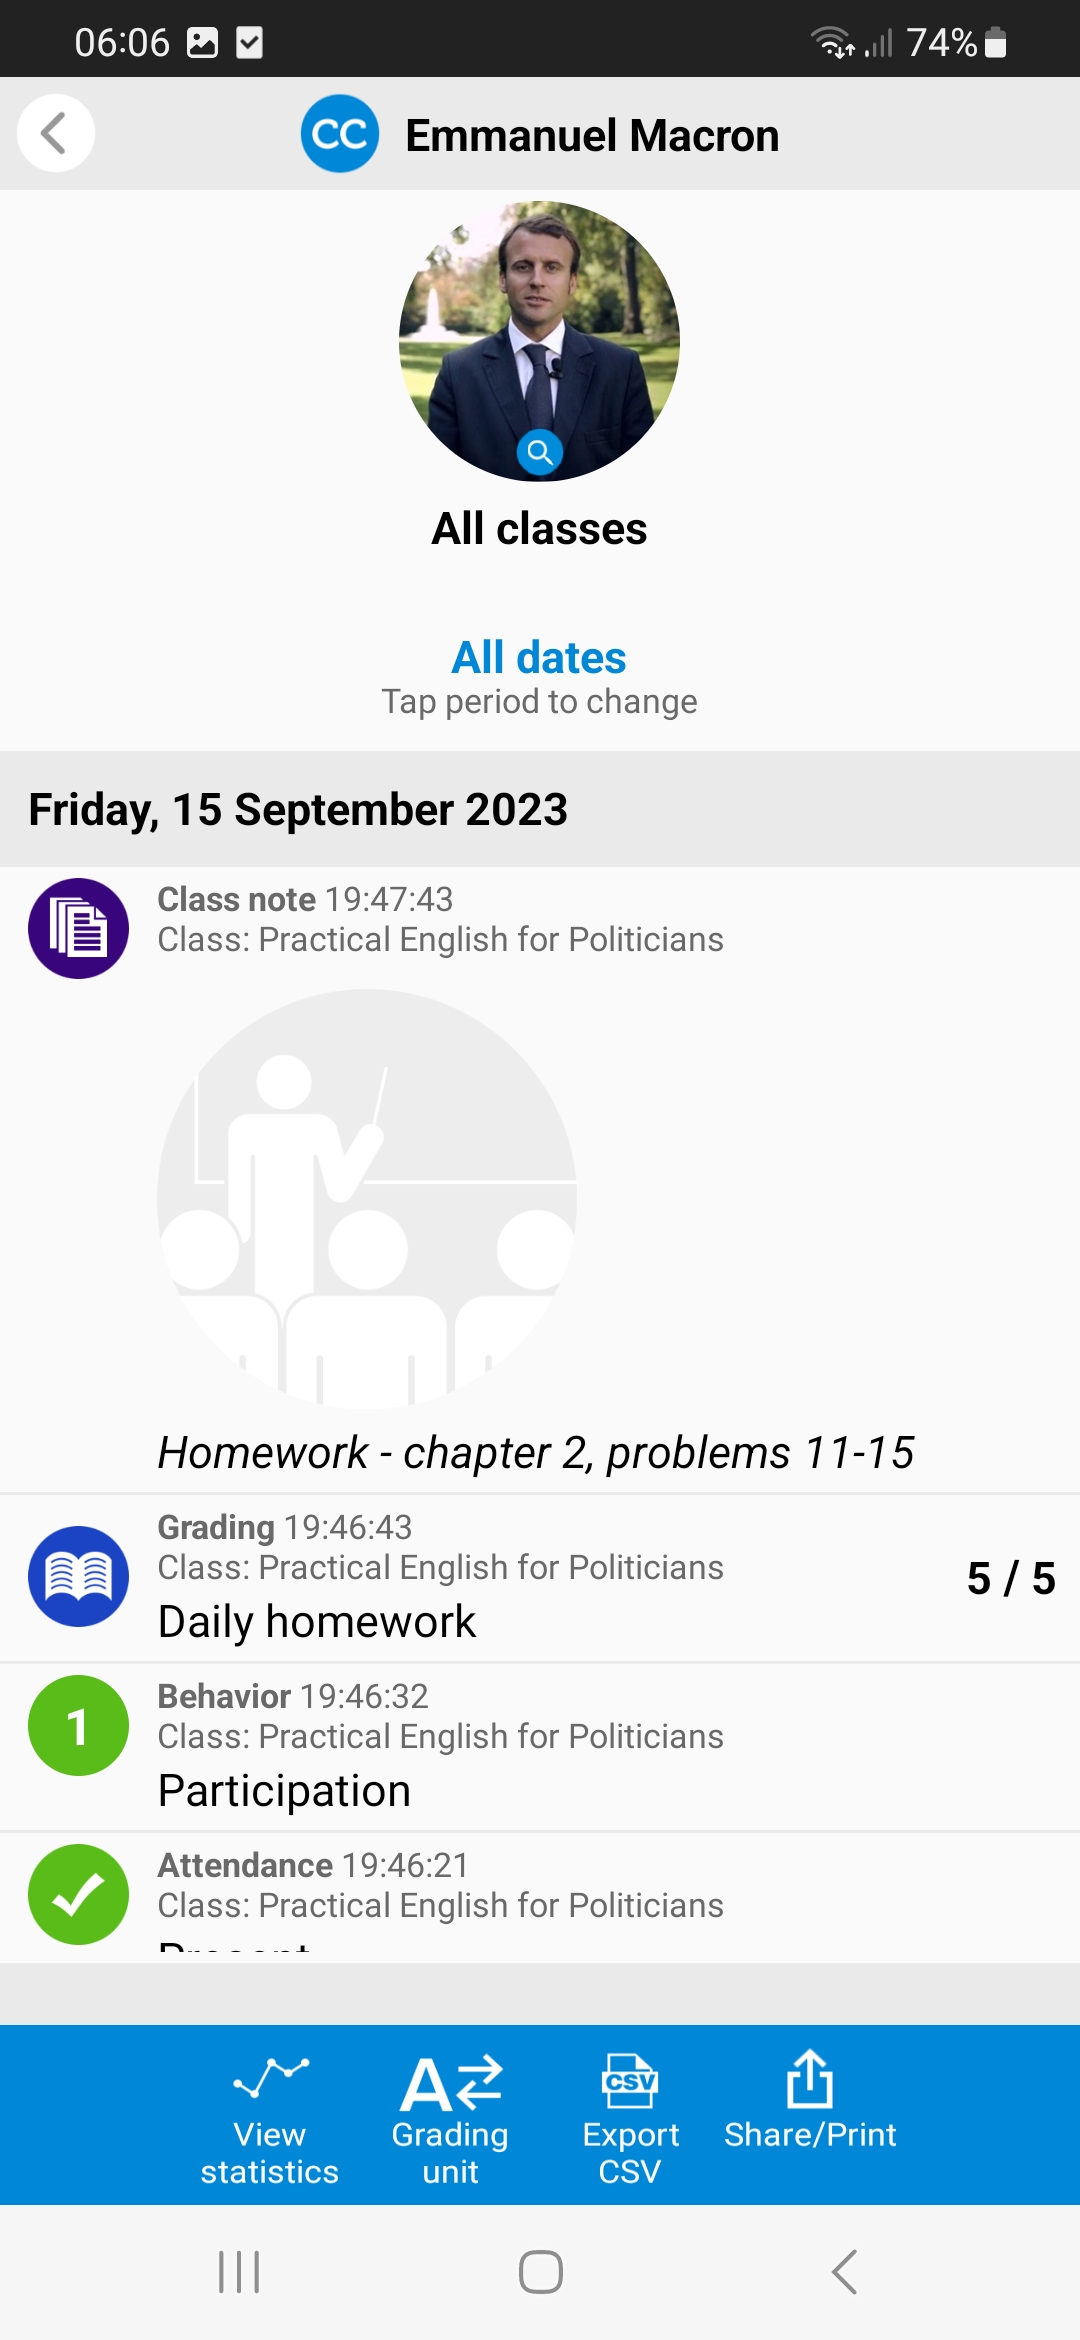 06:06
74%
CC Emmanuel Macron
All classes
All dates
Tap period to change
Friday, 15 September 2023
Class note 19:47:43
Class: Practical English for Politicians
Homework - chapter 2, problems 11-15
Grading 19:46:43
Class: Practical English for Politicians
5 / 5
Daily homework
1
Behavior 19:46:32
Class: Practical English for Politicians
Participation
Attendance 19:46:21
Class: Practical English for Politicians
Present
View statistics
A
Grading unit
CSV
Export CSV
Share/Print